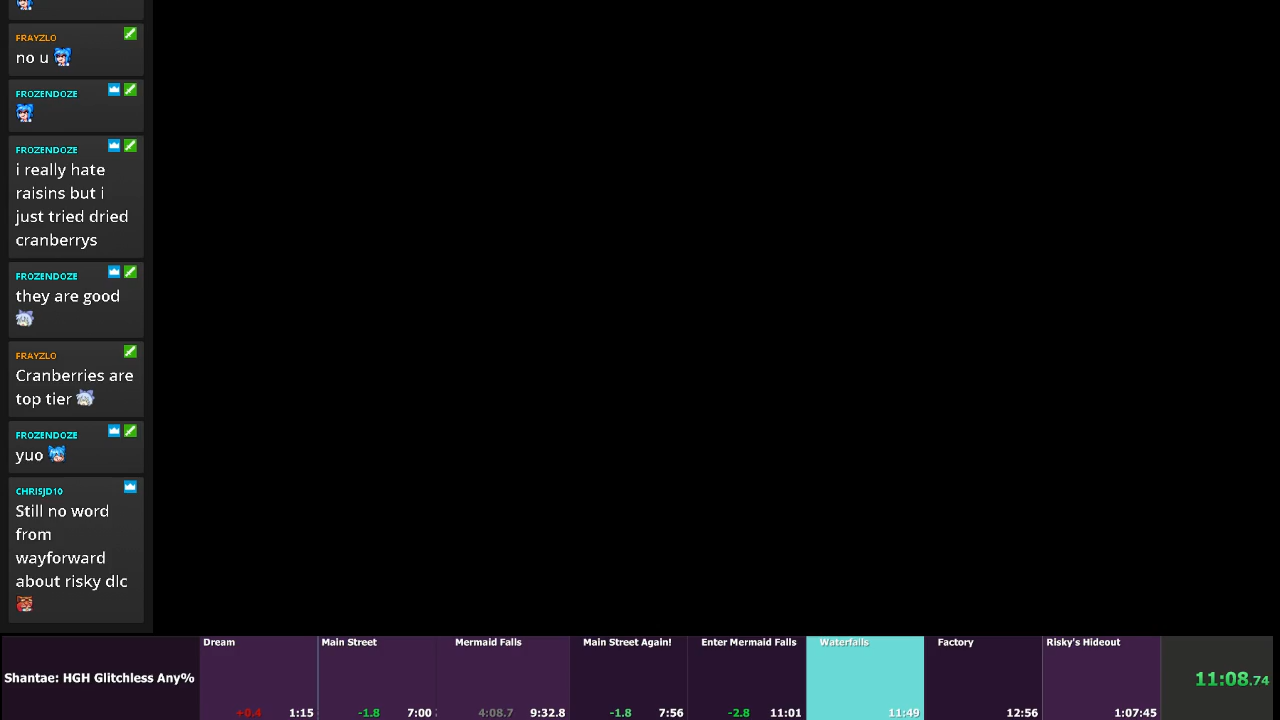 FRAYZLO
no u
FROZENDOZE
FROZENDOZE
i really hate
raisins but i
just tried dried
cranberrys
FROZENDOZE
they are good
FRAYZLO
Cranberries are
top tier
FROZENDOZE
yuo
CHRISJD10
Still no word
from
wayforward
about risky dlc
Shantae: HGH Glitchless Any%
Dream
+0.4 1:15
Main Street
-1.8 7:00
Mermaid Falls
4:08.7 9:32.8
Main Street Again!
-1.8 7:56
Enter Mermaid Falls
-2.8 11:01
Waterfalls
11:49
Factory
12:56
Risky's Hideout
1:07:45
11:08.74